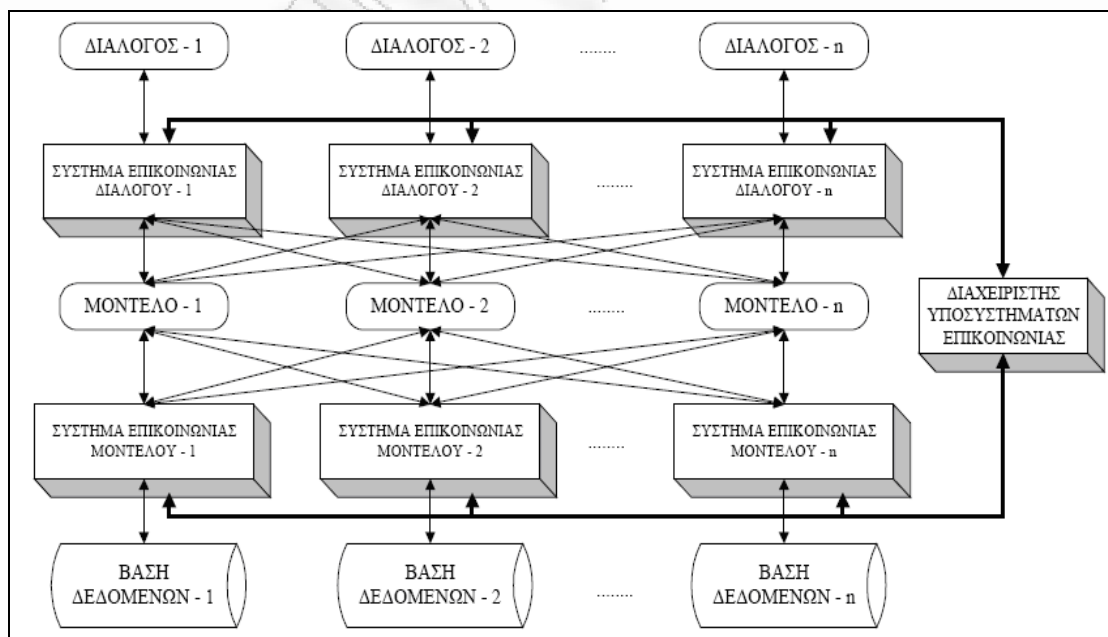 ΔΙΑΛΟΓΟΣ - 1
ΔΙΑΛΟΓΟΣ - 2
........
ΔΙΑΛΟΓΟΣ - n
ΣΥΣΤΗΜΑ ΕΠΙΚΟΙΝΩΝΙΑΣ
ΔΙΑΛΟΓΟΥ - 1
ΣΥΣΤΗΜΑ ΕΠΙΚΟΙΝΩΝΙΑΣ
ΔΙΑΛΟΓΟΥ - 2
........
ΣΥΣΤΗΜΑ ΕΠΙΚΟΙΝΩΝΙΑΣ
ΔΙΑΛΟΓΟΥ - n
ΜΟΝΤΕΛΟ - 1
ΜΟΝΤΕΛΟ - 2
........
ΜΟΝΤΕΛΟ - n
ΔΙΑΧΕΙΡΙΣΤΗΣ
ΥΠΟΣΥΣΤΗΜΑΤΩΝ
ΕΠΙΚΟΙΝΩΝΙΑΣ
ΣΥΣΤΗΜΑ ΕΠΙΚΟΙΝΩΝΙΑΣ
ΜΟΝΤΕΛΟΥ - 1
ΣΥΣΤΗΜΑ ΕΠΙΚΟΙΝΩΝΙΑΣ
ΜΟΝΤΕΛΟΥ - 2
........
ΣΥΣΤΗΜΑ ΕΠΙΚΟΙΝΩΝΙΑΣ
ΜΟΝΤΕΛΟΥ - n
ΒΑΣΗ
ΔΕΔΟΜΕΝΩΝ - 1
ΒΑΣΗ
ΔΕΔΟΜΕΝΩΝ - 2
........
ΒΑΣΗ
ΔΕΔΟΜΕΝΩΝ - n